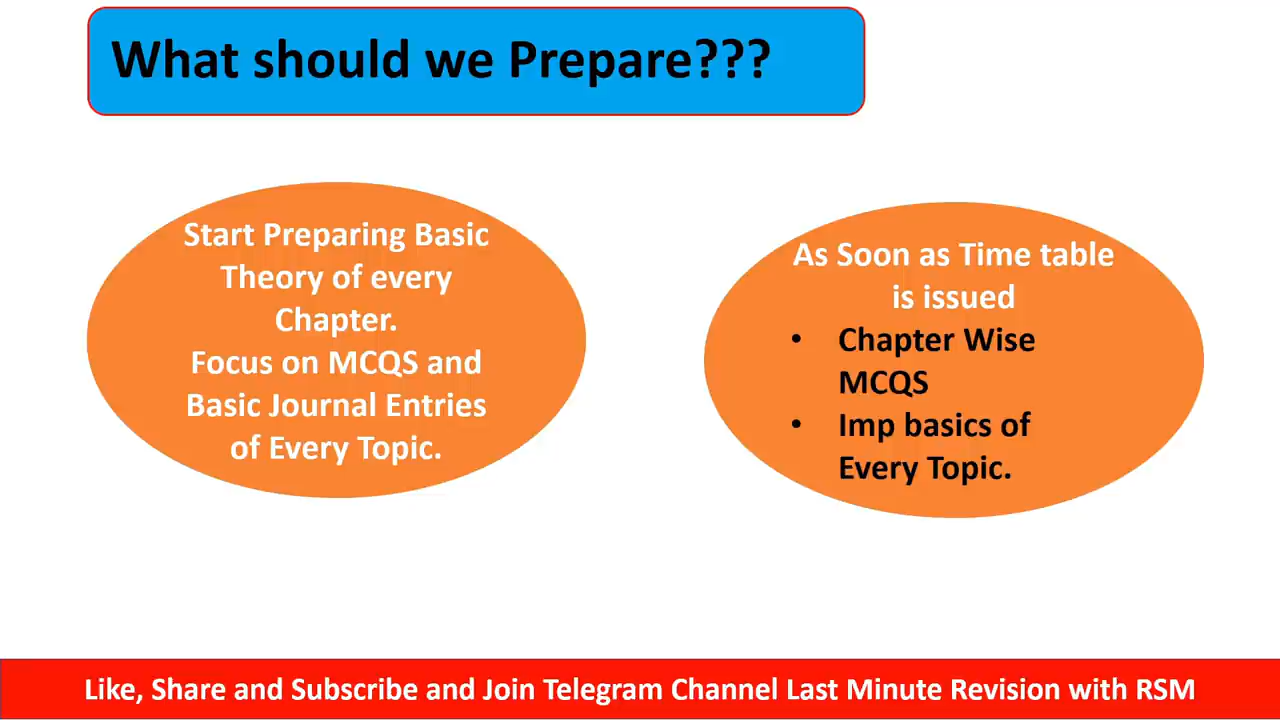 What should we Prepare???
Start Preparing Basic
Theory of every
Chapter.
Focus on MCQS and
Basic Journal Entries
of Every Topic.
As Soon as Time table
is issued
• Chapter Wise
MCQS
• Imp basics of
Every Topic.
Like, Share and Subscribe and Join Telegram Channel Last Minute Revision with RSM